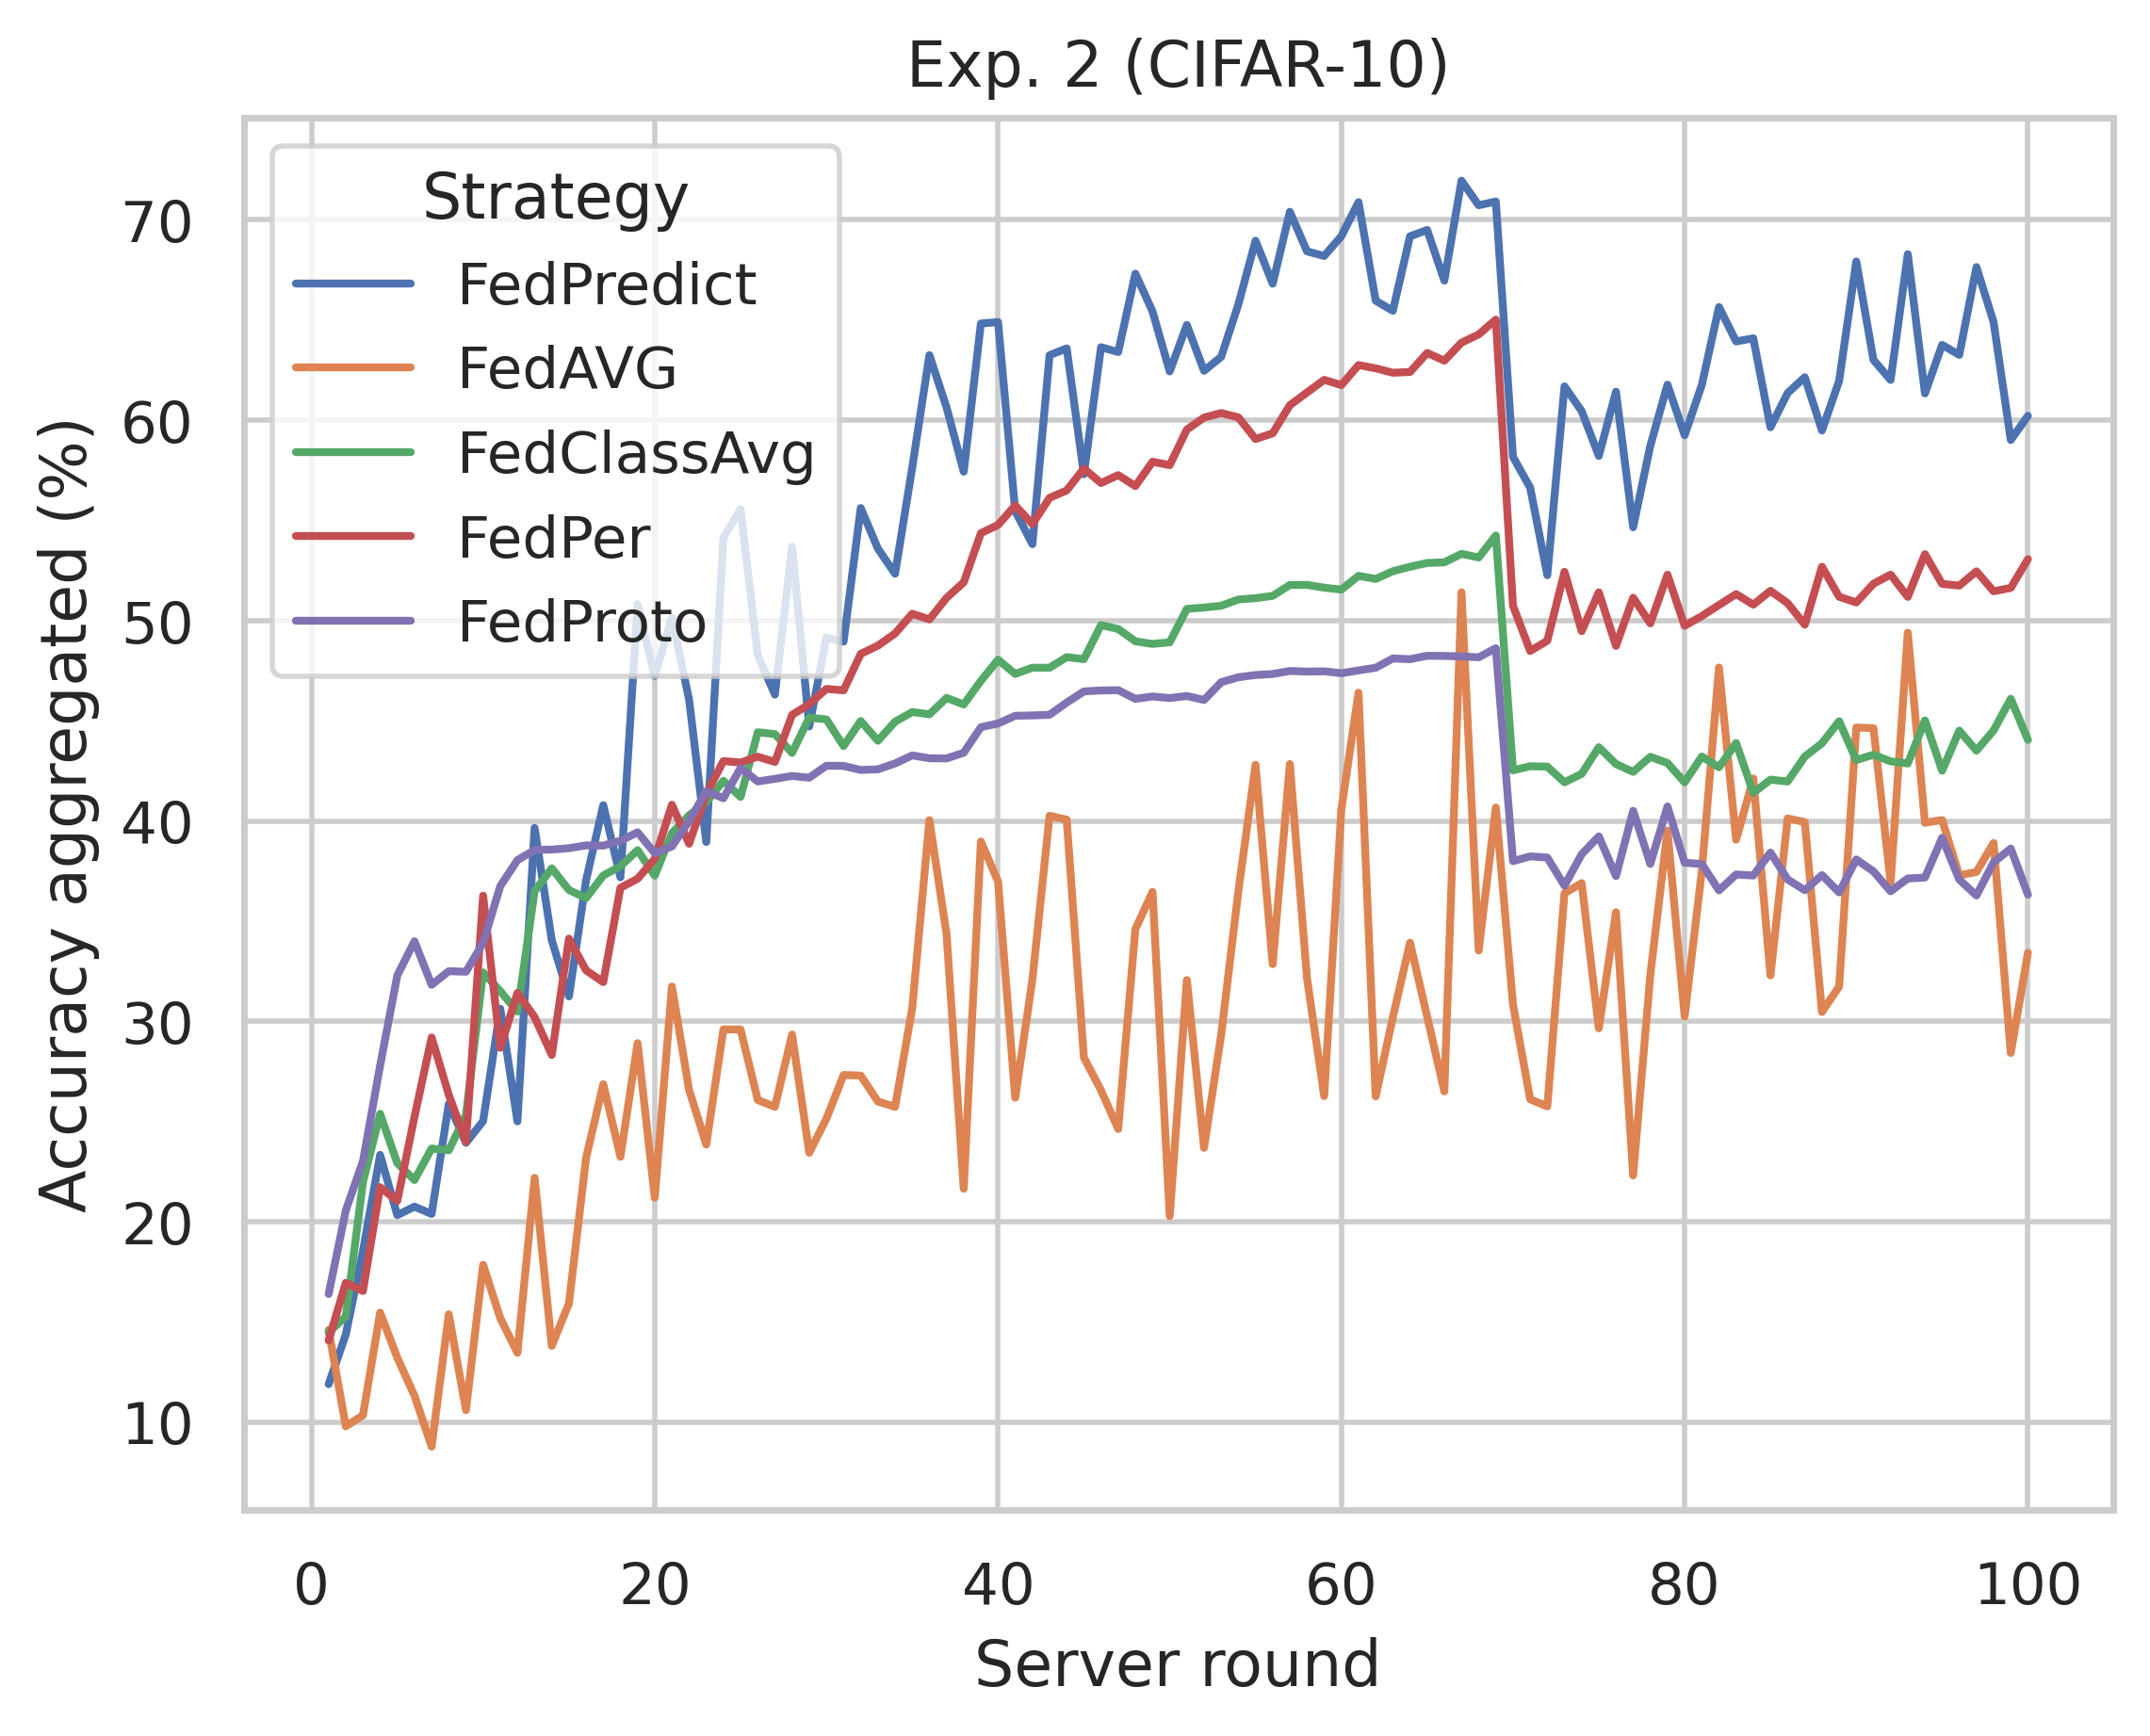 Exp. 2 (CIFAR-10)
Strategy
FedPredict
FedAVG
FedClassAvg
FedPer
FedProto
Accuracy aggregated (%)
70
60
50
40
30
20
10
0 20 40 60 80 100
Server round